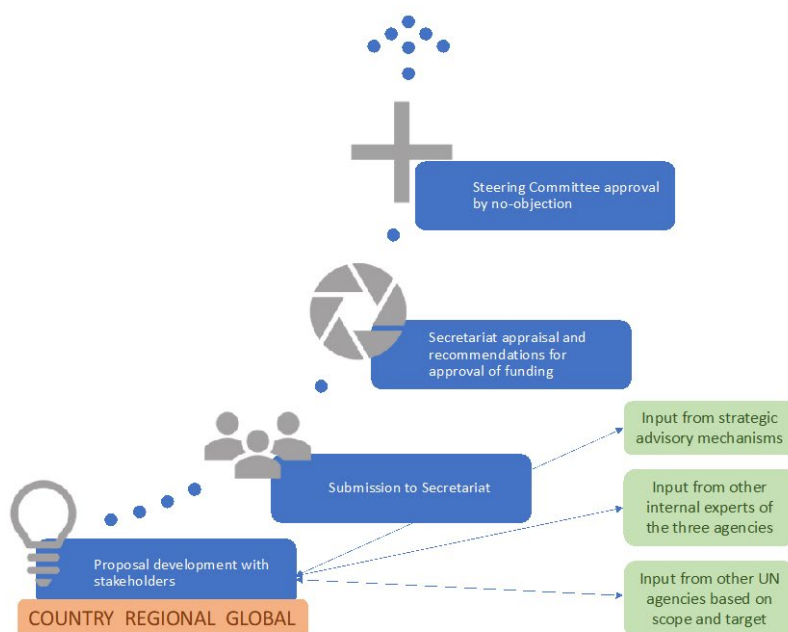 Steering Committee approval
by no-objection
Secretariat appraisal and
recommendations for
approval of funding
Input from strategic
advisory mechanisms
Submission to Secretariat
Input from other
internal experts of
the three agencies
Proposal development with
stakeholders
Input from other UN
agencies based on
scope and target
COUNTRY REGIONAL GLOBAL